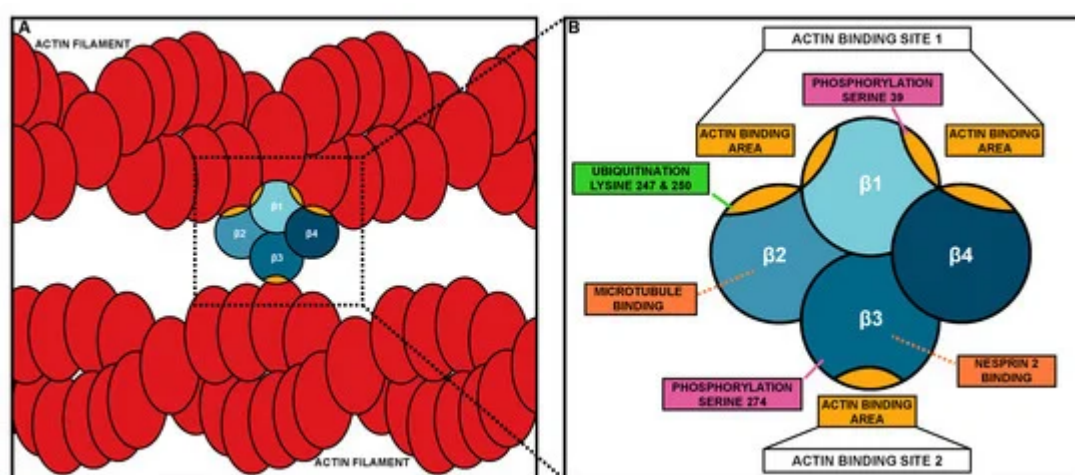 A
ACTIN FILAMENT
β1
β2
β4
β3
ACTIN FILAMENT
B
ACTIN BINDING SITE 1
PHOSPHORYLATION
SERINE 39
ACTIN BINDING
AREA
ACTIN BINDING
AREA
UBIQUITINATION
LYSINE 247 & 250
β1
β2
β4
MICROTUBULE
BINDING
β3
NESPRIN 2
BINDING
PHOSPHORYLATION
SERINE 274
ACTIN BINDING
AREA
ACTIN BINDING SITE 2